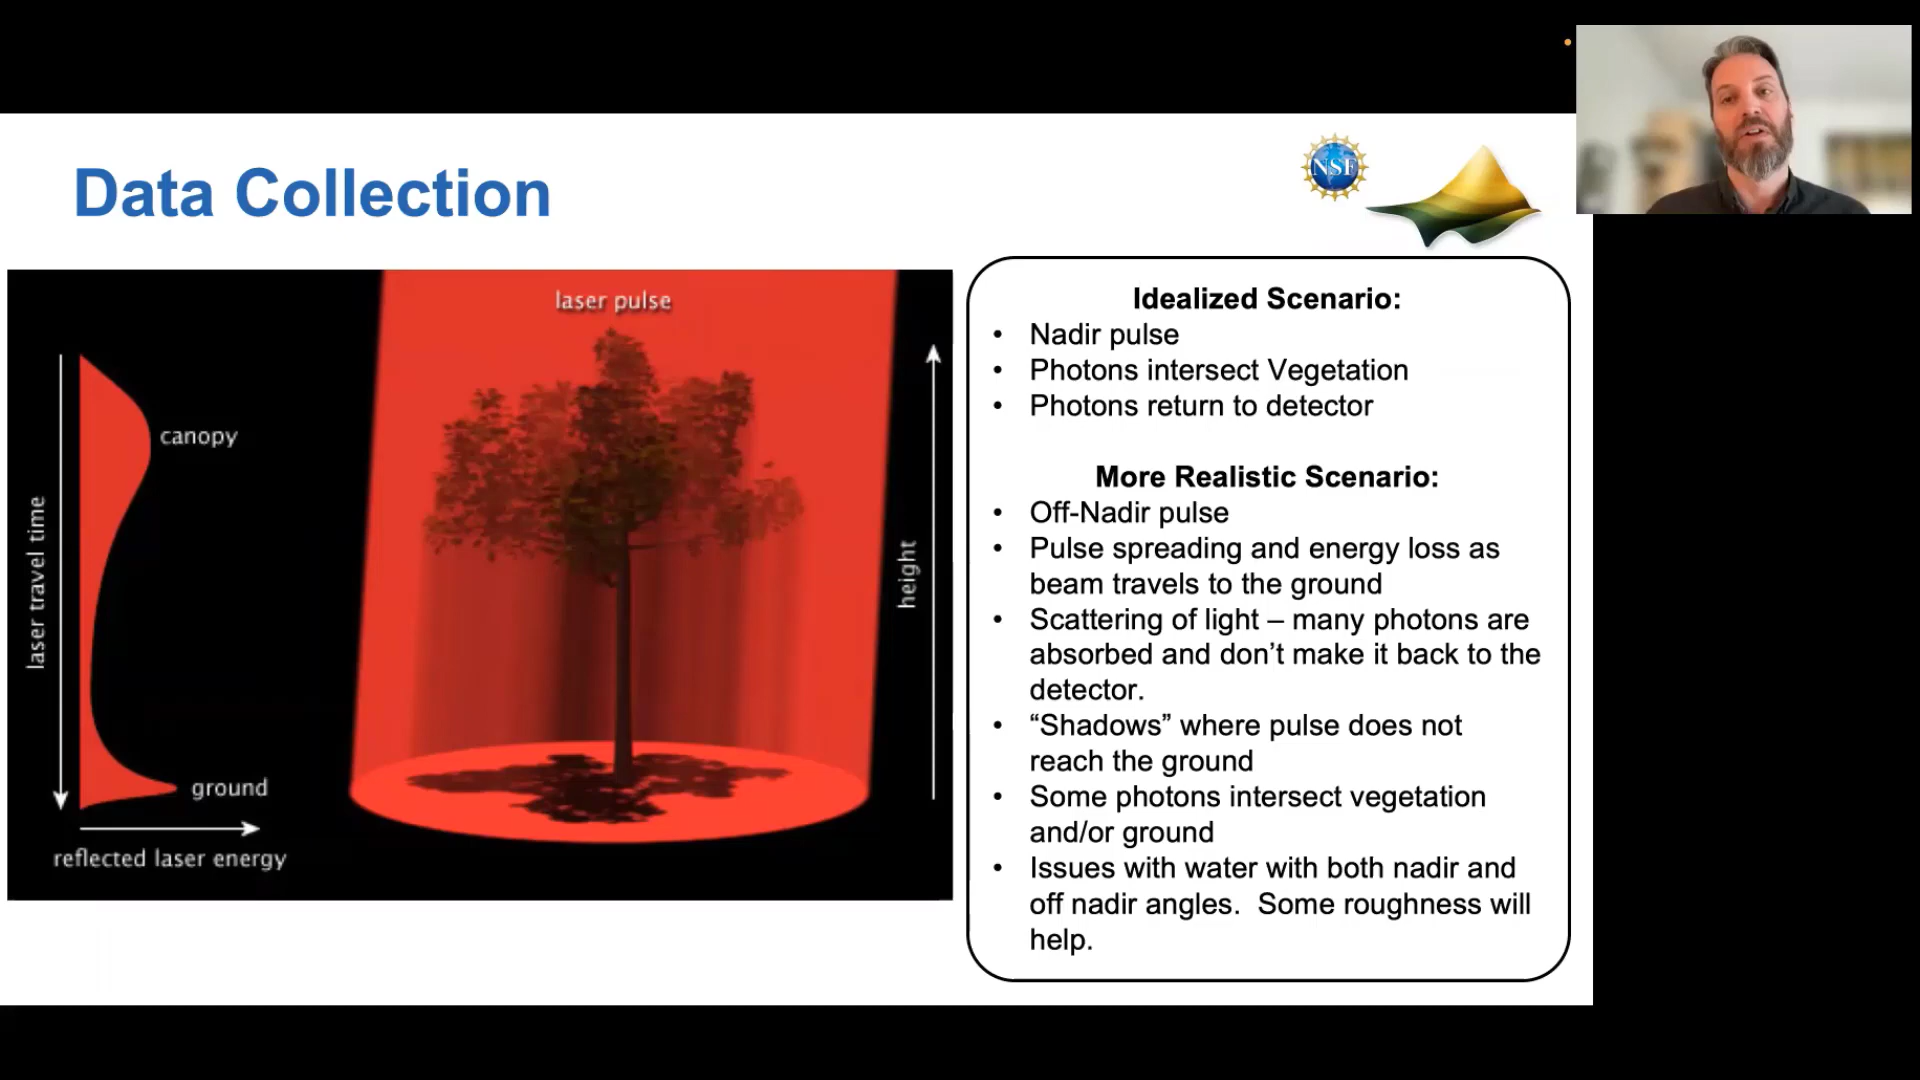 Data Collection
NSF
laser pulse
canopy
laser travel time
height
ground
reflected laser energy
Idealized Scenario:
• Nadir pulse
• Photons intersect Vegetation
• Photons return to detector
More Realistic Scenario:
• Off-Nadir pulse
• Pulse spreading and energy loss as
beam travels to the ground
• Scattering of light – many photons are
absorbed and don’t make it back to the
detector.
• “Shadows” where pulse does not
reach the ground
• Some photons intersect vegetation
and/or ground
• Issues with water with both nadir and
off nadir angles.  Some roughness will
help.